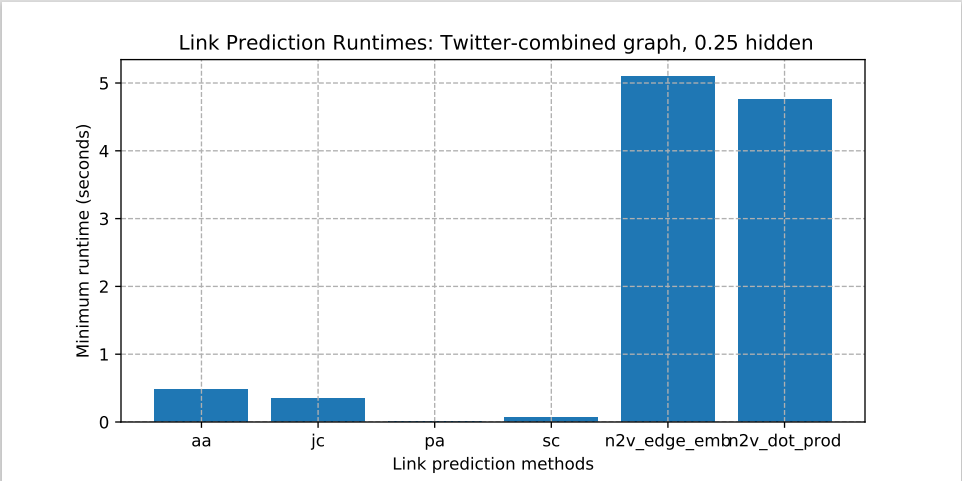 Link Prediction Runtimes: Twitter-combined graph, 0.25 hidden
Minimum runtime (seconds)
5
4
3
2
1
0
aa jc pa sc n2v_edge_emb n2v_dot_prod
Link prediction methods